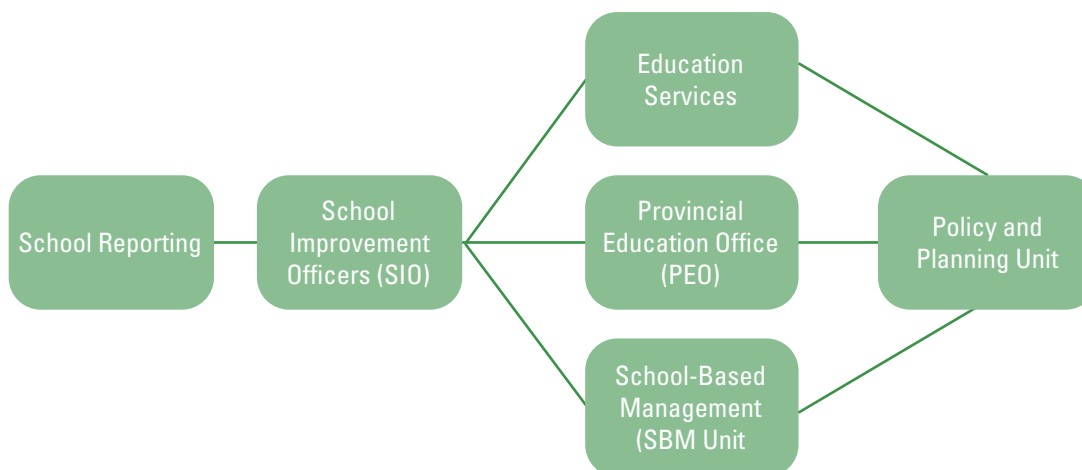 School Reporting
School
Improvement
Officers (SIO)
Education
Services
Provincial
Education Office
(PEO)
School-Based
Management
(SBM Unit
Policy and
Planning Unit